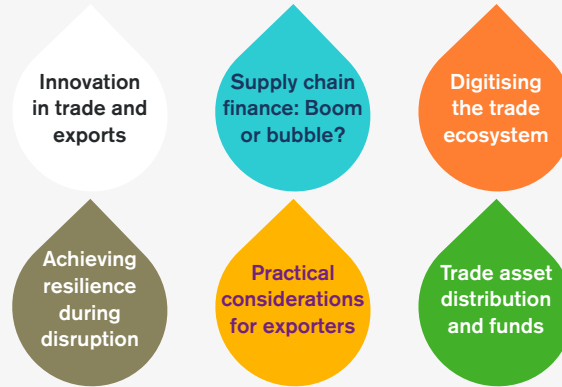 Innovation
in trade and
exports
Supply chain
finance: Boom
or bubble?
Digitising
the trade
ecosystem
Achieving
resilience
during
disruption
Practical
considerations
for exporters
Trade asset
distribution
and funds